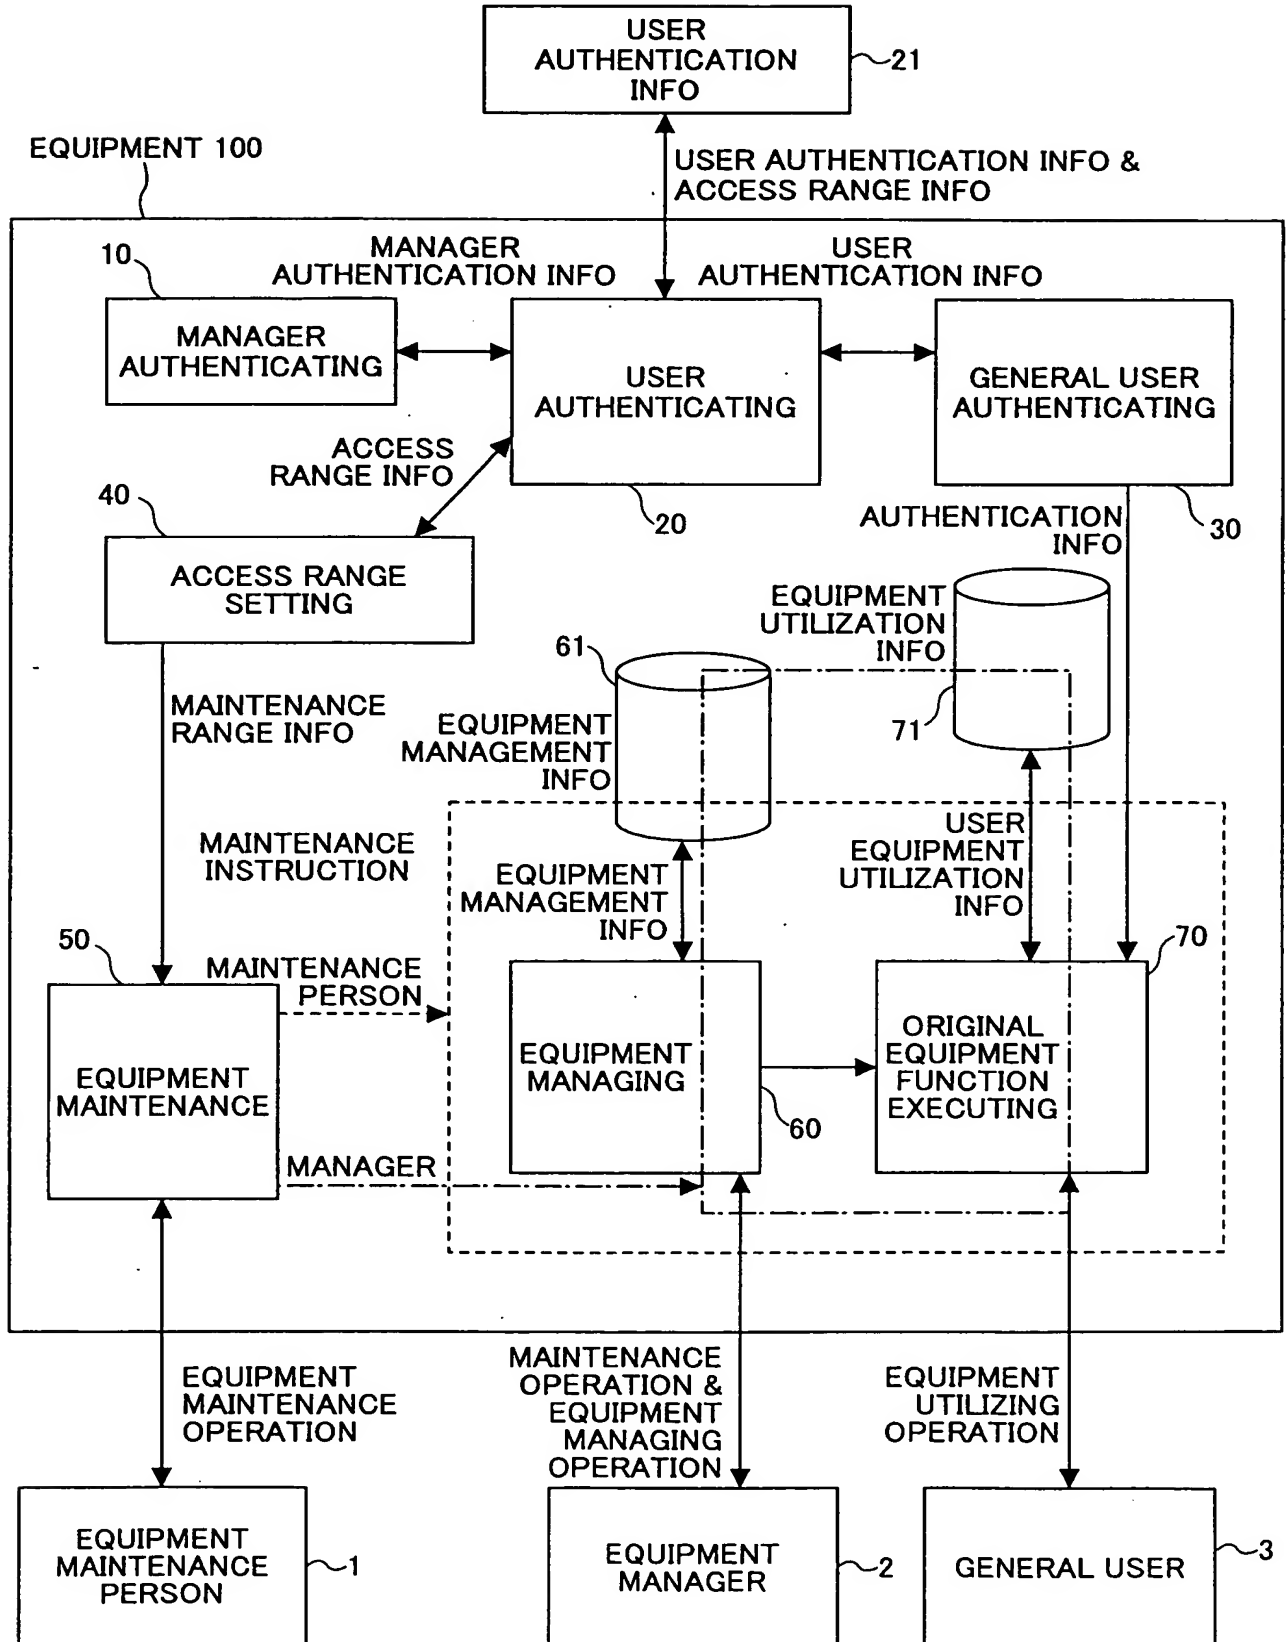 USER
AUTHENTICATION
INFO
21
EQUIPMENT 100
USER AUTHENTICATION INFO &
ACCESS RANGE INFO
10
MANAGER
AUTHENTICATION INFO
USER
AUTHENTICATION INFO
MANAGER
AUTHENTICATING
USER
AUTHENTICATING
GENERAL USER
AUTHENTICATING
ACCESS
RANGE INFO
40
20
AUTHENTICATION
INFO
30
ACCESS RANGE
SETTING
EQUIPMENT
UTILIZATION
INFO
61
71
MAINTENANCE
RANGE INFO
EQUIPMENT
MANAGEMENT
INFO
MAINTENANCE
INSTRUCTION
USER
EQUIPMENT
UTILIZATION
INFO
EQUIPMENT
MANAGEMENT
INFO
50
70
MAINTENANCE
PERSON
EQUIPMENT
MAINTENANCE
EQUIPMENT
MANAGING
ORIGINAL
EQUIPMENT
FUNCTION
EXECUTING
60
MANAGER
EQUIPMENT
MAINTENANCE
OPERATION
MAINTENANCE
OPERATION &
EQUIPMENT
MANAGING
OPERATION
EQUIPMENT
UTILIZING
OPERATION
EQUIPMENT
MAINTENANCE
PERSON
1
EQUIPMENT
MANAGER
2
GENERAL USER
3